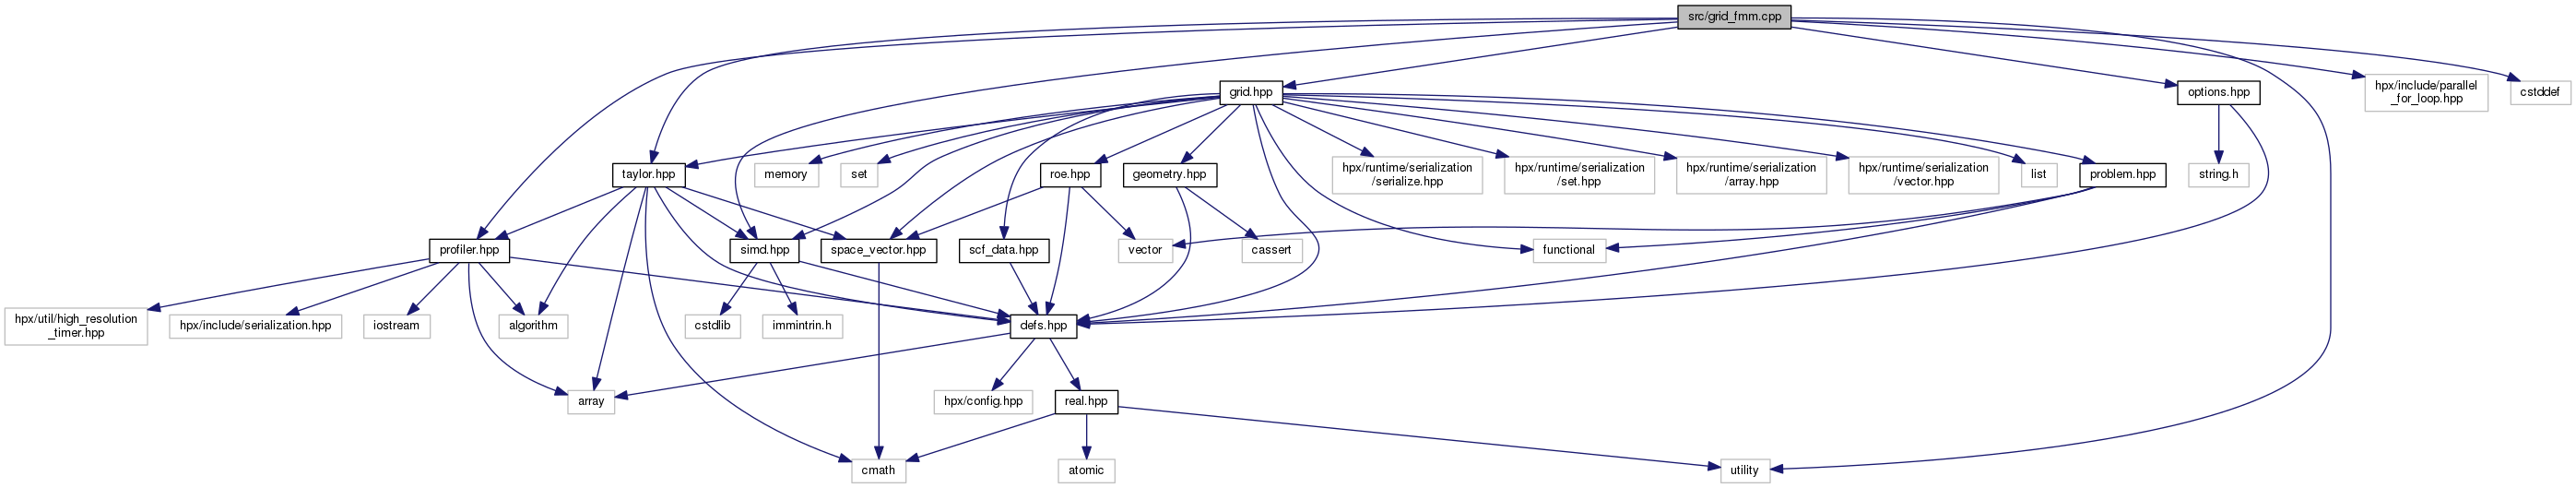 src/grid_fmm.cpp
grid.hpp
options.hpp
hpx/include/parallel
_for_loop.hpp
cstddef
taylor.hpp
memory
set
roe.hpp
geometry.hpp
hpx/runtime/serialization
/serialize.hpp
hpx/runtime/serialization
/set.hpp
hpx/runtime/serialization
/array.hpp
hpx/runtime/serialization
/vector.hpp
list
problem.hpp
string.h
profiler.hpp
simd.hpp
space_vector.hpp
scf_data.hpp
vector
cassert
functional
hpx/util/high_resolution
_timer.hpp
hpx/include/serialization.hpp
iostream
algorithm
cstdlib
immintrin.h
defs.hpp
array
hpx/config.hpp
real.hpp
cmath
atomic
utility